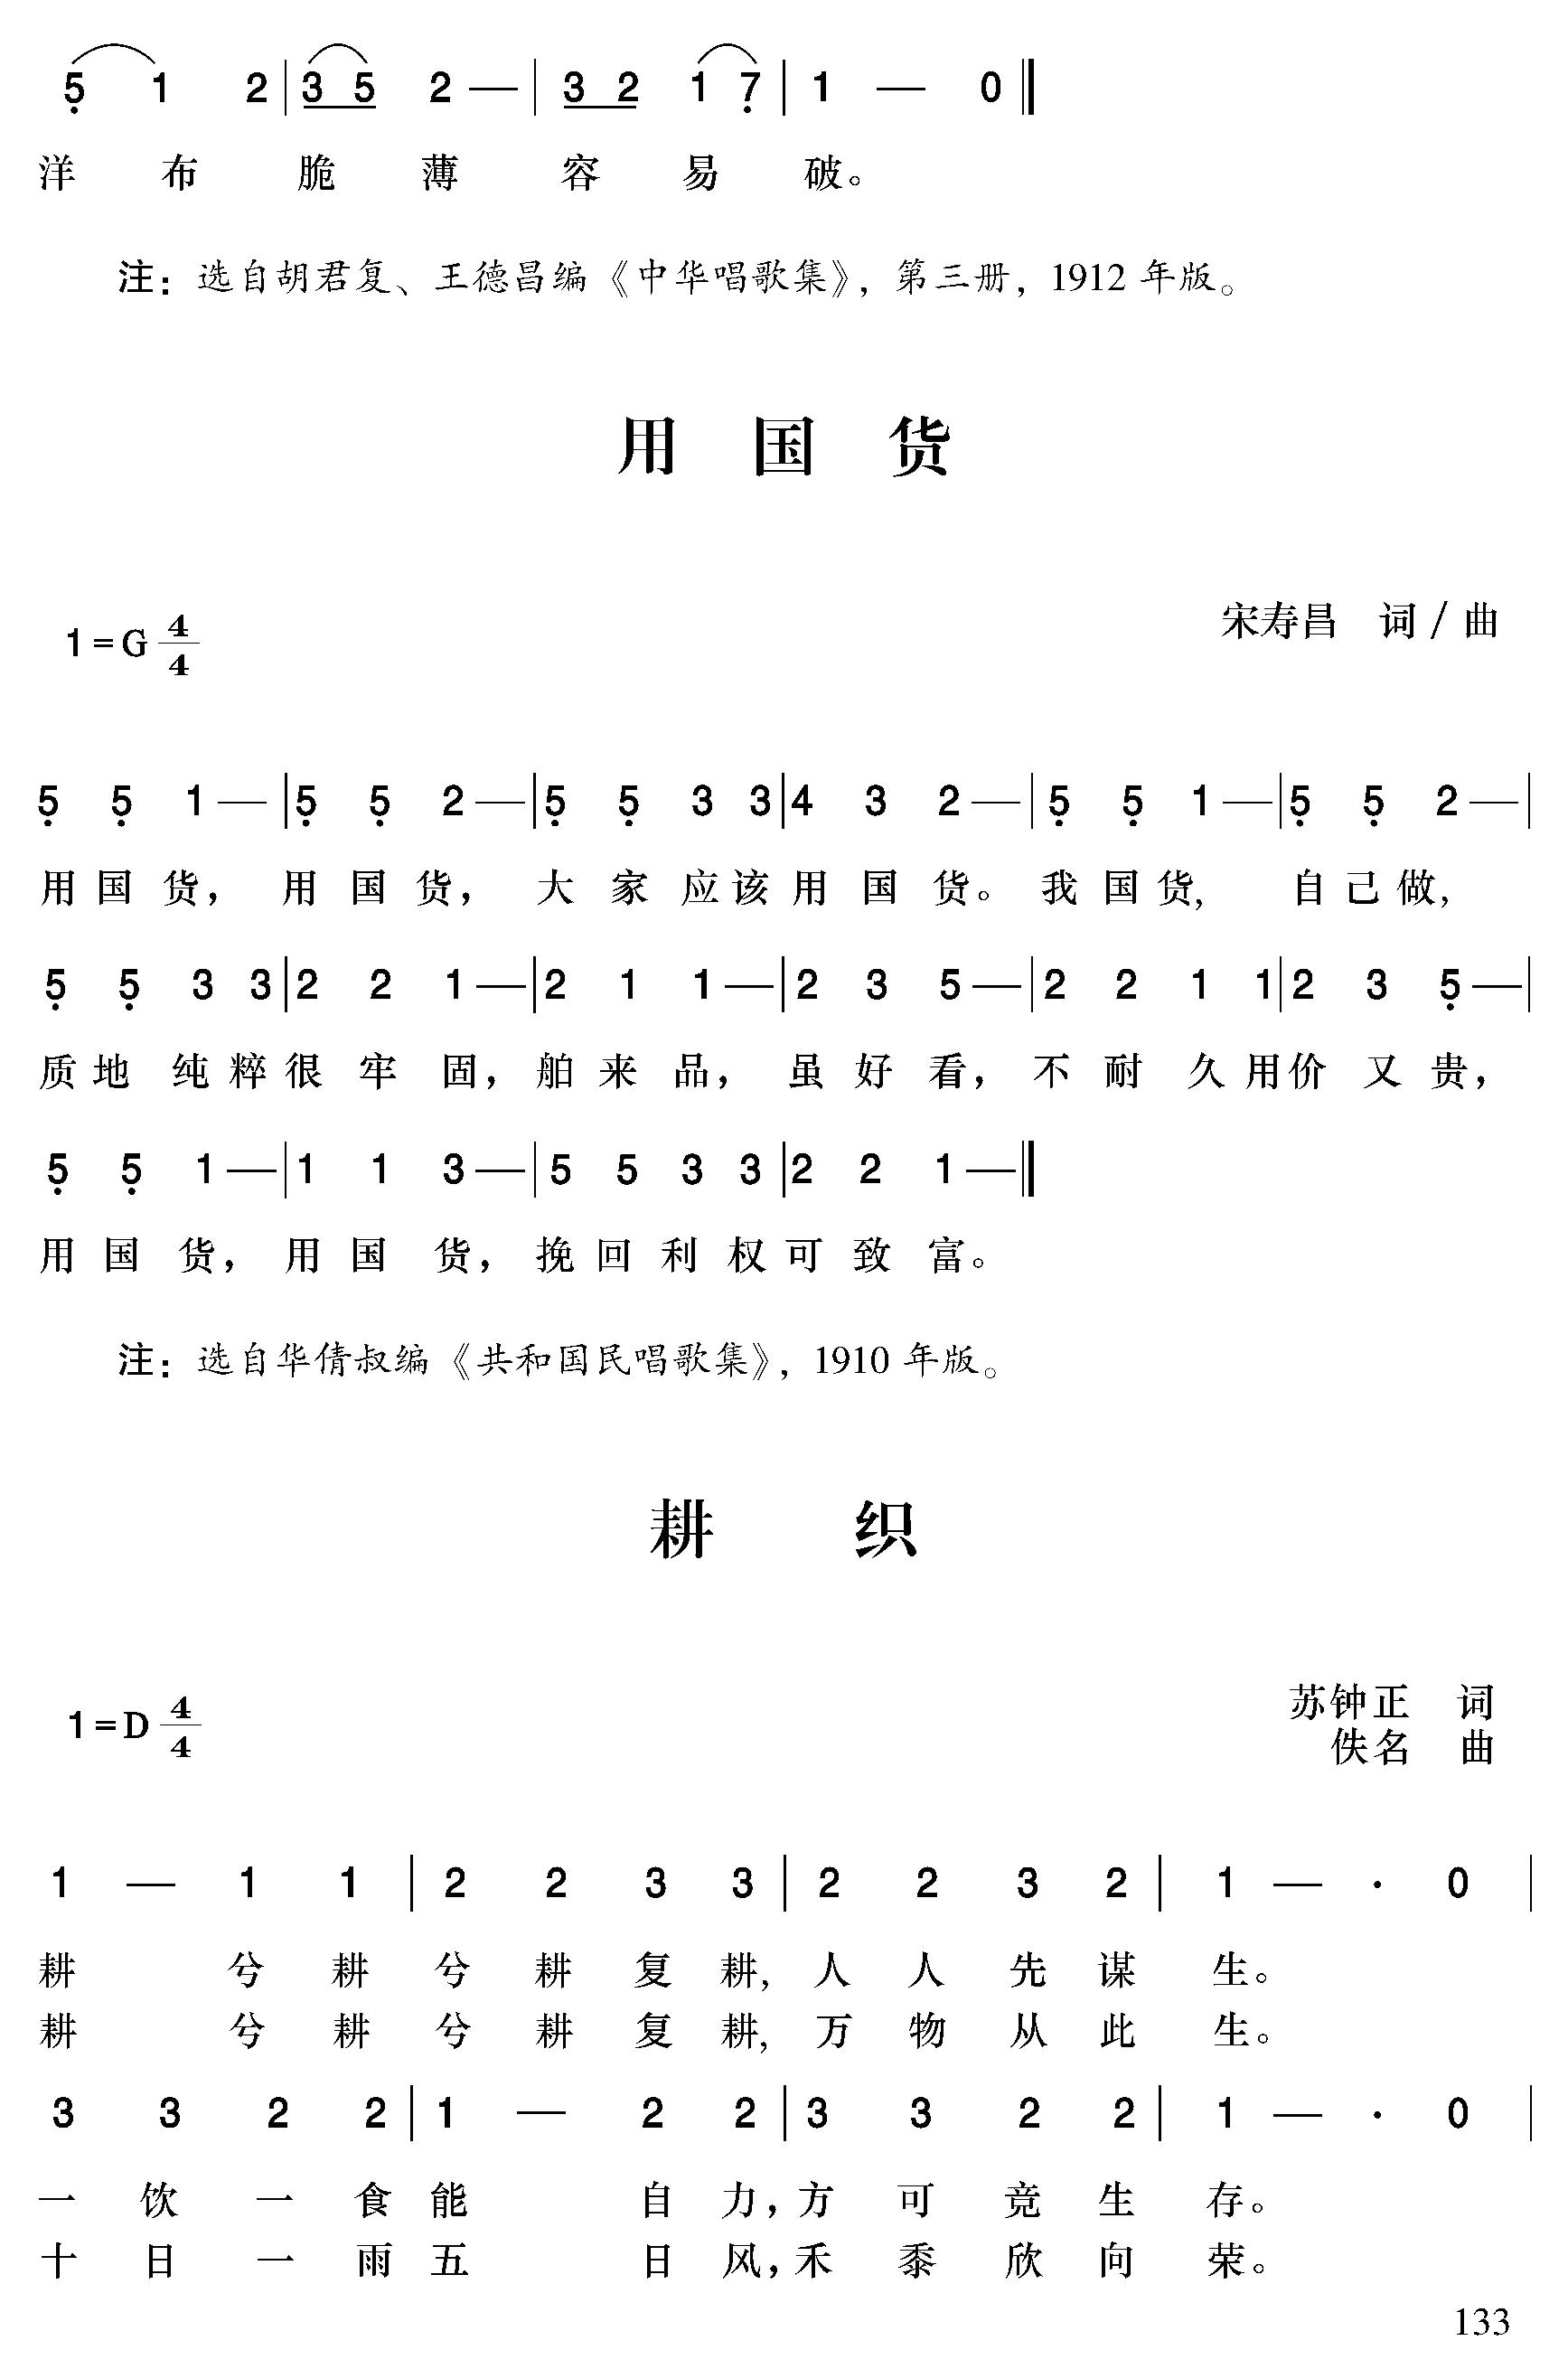 5̣ 1 2 | 3 5 2 — | 3 2 1 7̣ | 1 — 0 ‖
洋 布 脆 薄 容 易 破。
注：选自胡君复、王德昌编《中华唱歌集》，第三册，1912 年版。
用 国 货
宋寿昌 词 / 曲
1 = G 4/4
5̣ 5̣ 1 — | 5̣ 5̣ 2 — | 5̣ 5̣ 3 3 | 4 3 2 — | 5̣ 5̣ 1 — | 5̣ 5̣ 2 — |
用 国 货， 用 国 货， 大 家 应 该 用 国 货。 我 国 货， 自 己 做，
5̣ 5̣ 3 3 | 2 2 1 — | 2 1 1 — | 2 3 5 — | 2 2 1 1 | 2 3 5̣ — |
质 地 纯 粹 很 牢 固， 舶 来 品， 虽 好 看， 不 耐 久 用 价 又 贵，
5̣ 5̣ 1 — | 1 1 3 — | 5 5 3 3 | 2 2 1 — ‖
用 国 货， 用 国 货， 挽 回 利 权 可 致 富。
注：选自华倩叔编《共和国民唱歌集》，1910 年版。
耕 织
苏钟正 词
佚名 曲
1 = D 4/4
1 — 1 1 | 2 2 3 3 | 2 2 3 2 | 1 — · 0 |
耕 兮 耕 兮 耕 复 耕, 人 人 先 谋 生。
耕 兮 耕 兮 耕 复 耕, 万 物 从 此 生。
3 3 2 2 | 1 — 2 2 | 3 3 2 2 | 1 — · 0 |
一 饮 一 食 能 自 力， 方 可 竞 生 存。
十 日 一 雨 五 日 风， 禾 黍 欣 向 荣。
133